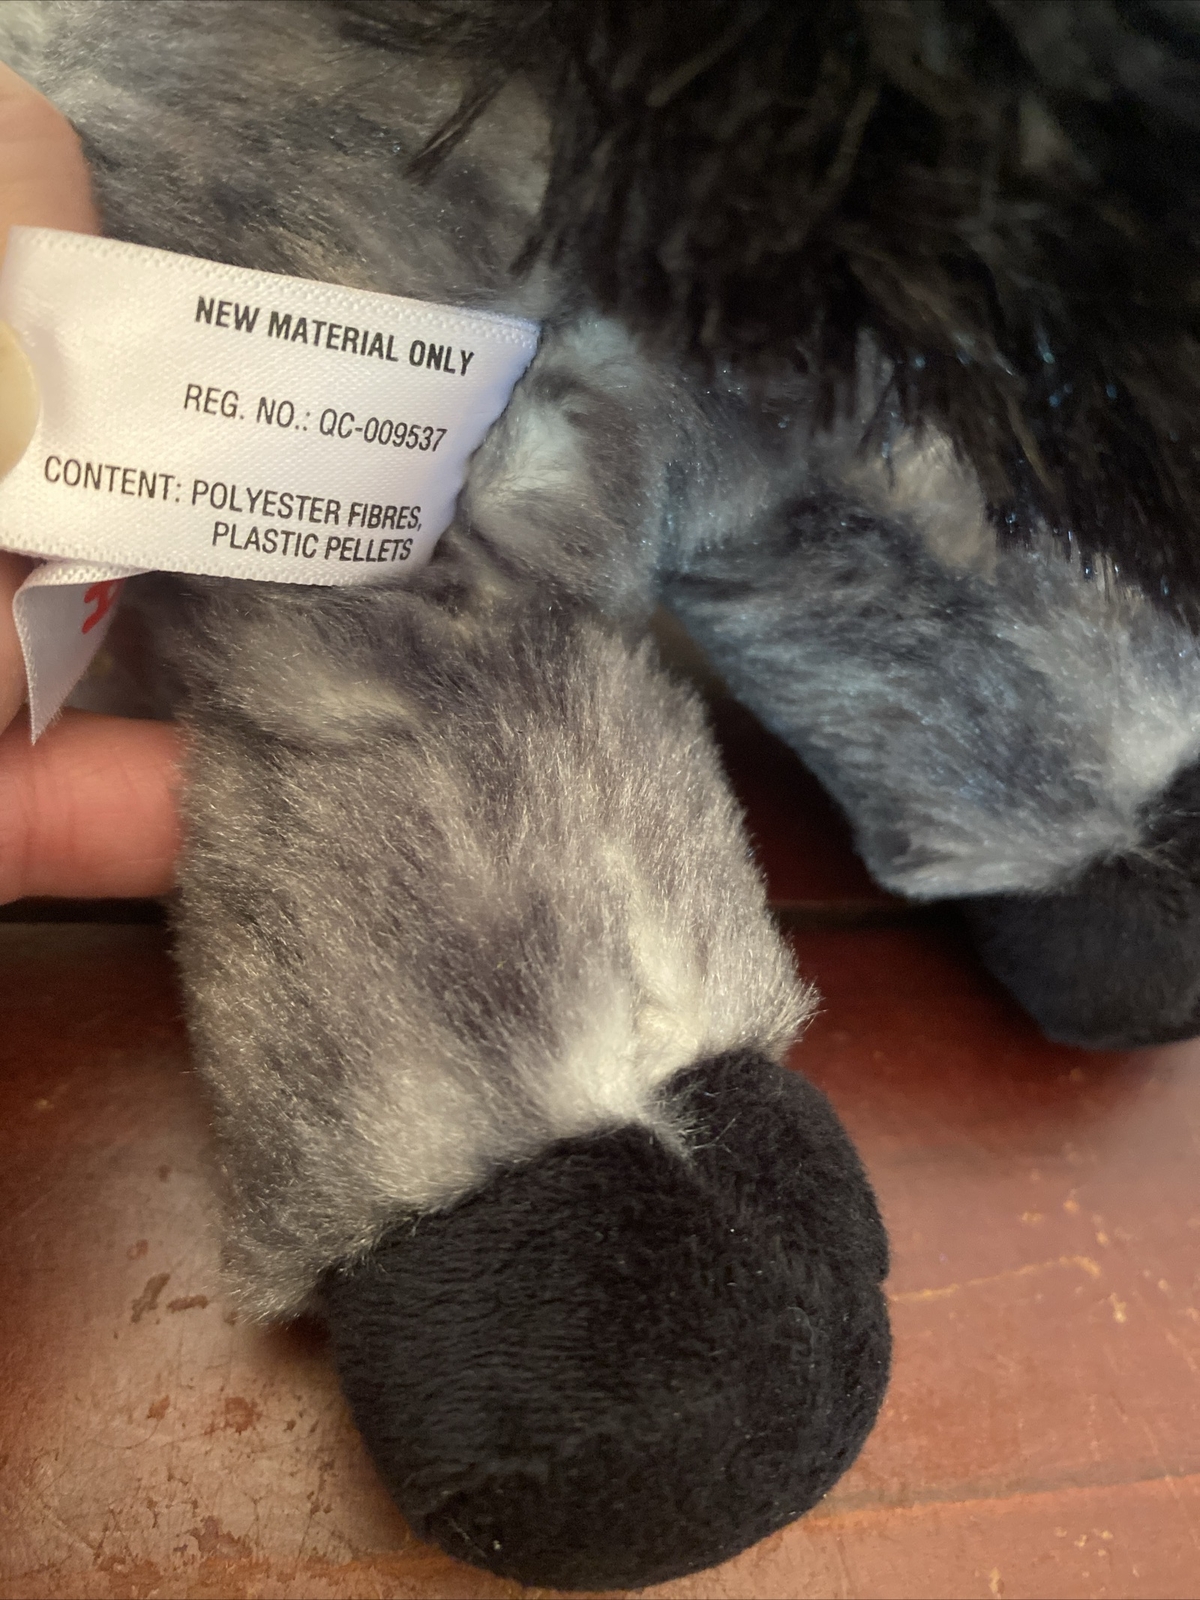 NEW MATERIAL ONLY
REG. NO.: QC-009537
CONTENT: POLYESTER FIBRES,
PLASTIC PELLETS